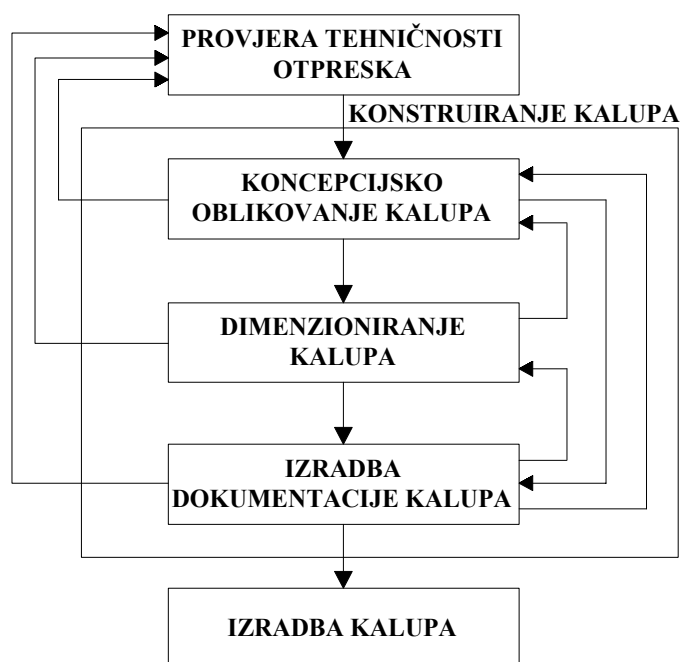 PROVJERA TEHNIČNOSTI
OTPRESKA
KONSTRUIRANJE KALUPA
KONCEPCIJSKO
OBLIKOVANJE KALUPA
DIMENZIONIRANJE
KALUPA
IZRADBA
DOKUMENTACIJE KALUPA
IZRADBA KALUPA